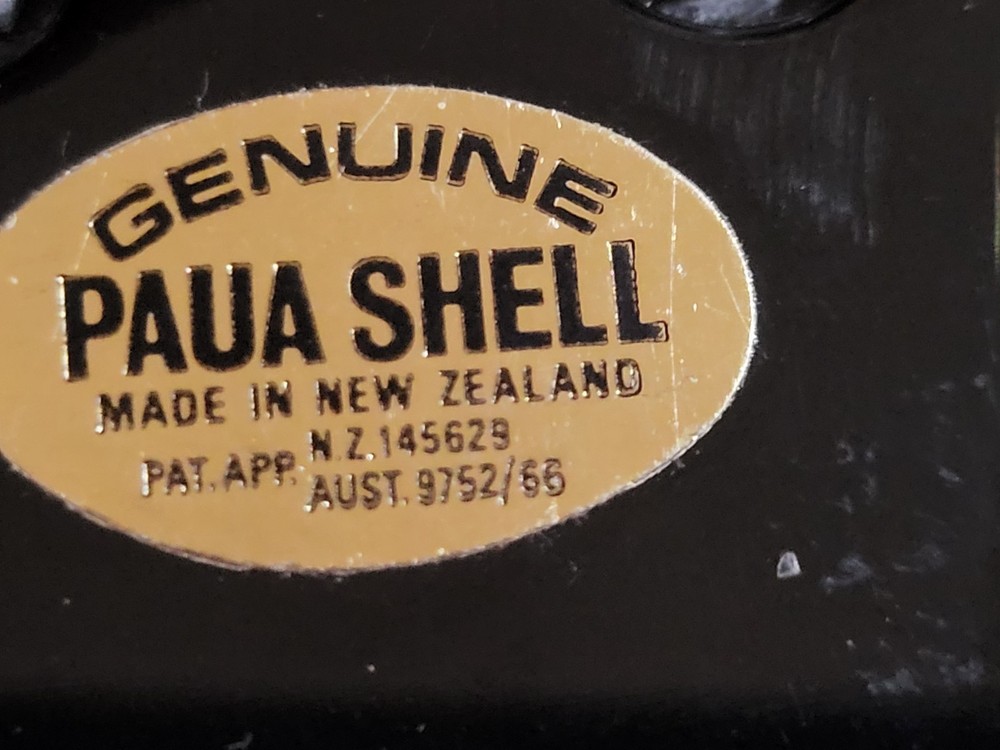 GENUINE
PAUA SHELL
MADE IN NEW ZEALAND
PAT. APP. N.Z. 145629
AUST. 9752/66